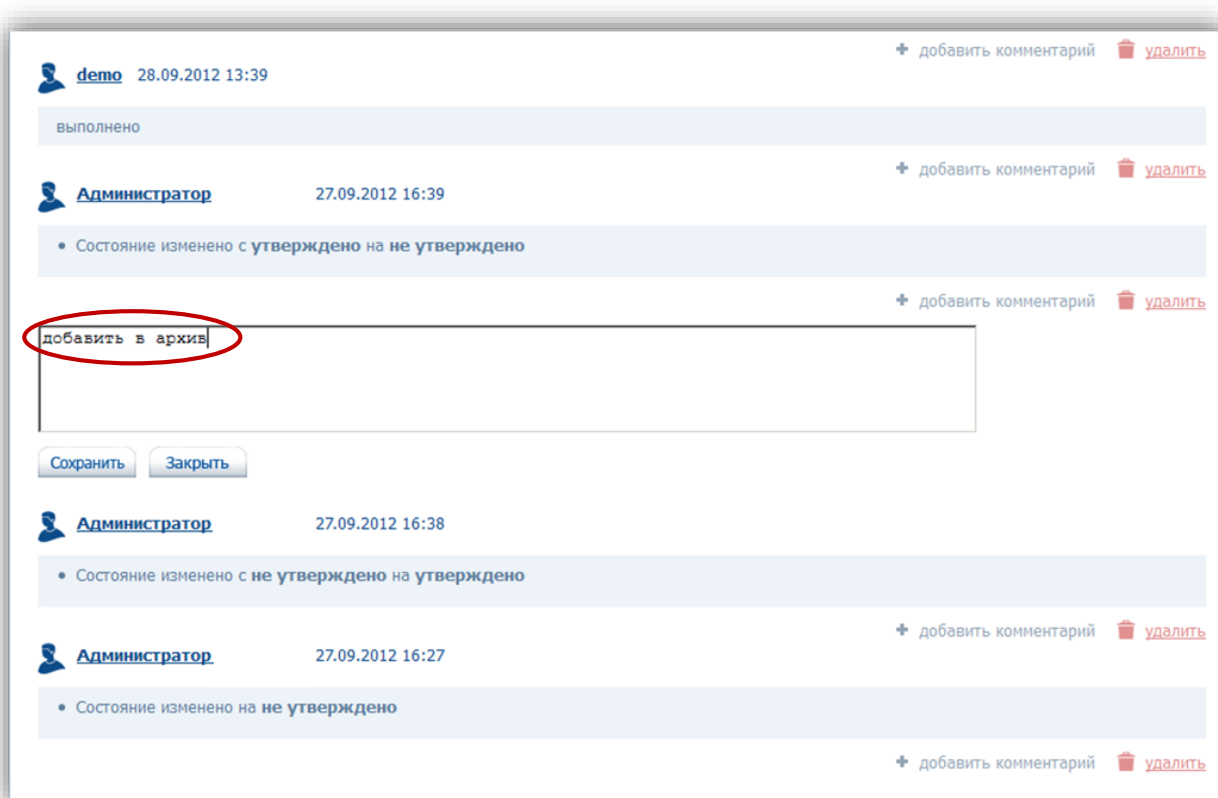 + добавить комментарий удалить
demo 28.09.2012 13:39
выполнено
+ добавить комментарий удалить
Администратор 27.09.2012 16:39
• Состояние изменено с утверждено на не утверждено
+ добавить комментарий удалить
добавить в архив
Сохранить Закрыть
Администратор 27.09.2012 16:38
• Состояние изменено с не утверждено на утверждено
+ добавить комментарий удалить
Администратор 27.09.2012 16:27
• Состояние изменено на не утверждено
+ добавить комментарий удалить